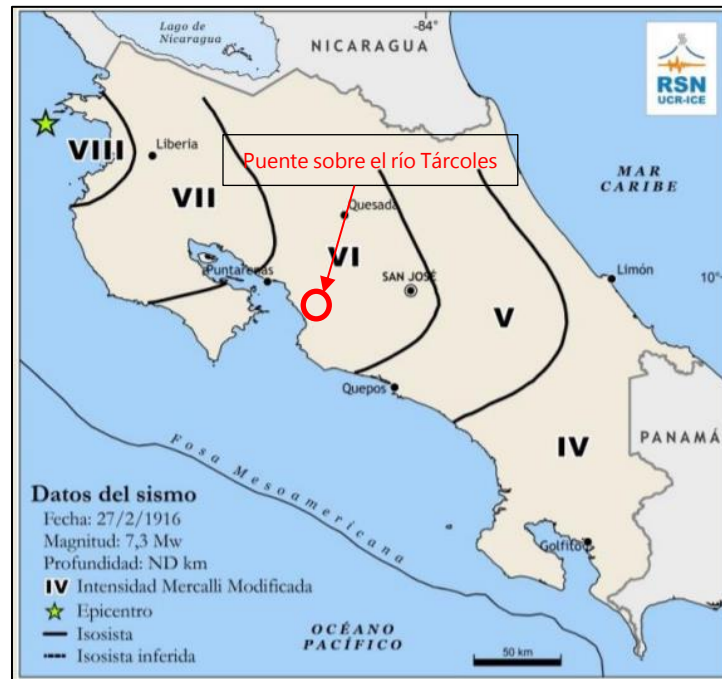 Lago de
Nicaragua
-84°
NICARAGUA
RSN
UCR-ICE
VIII
Liberia
Puente sobre el río Tárcoles
MAR
CARIBE
VII
Quesada
VI
Puntarenas
SAN JOSÉ
Limón
10°
V
Quepos
PANAMÁ
IV
Fosa Mesoamericana
Datos del sismo
Fecha: 27/2/1916
Magnitud: 7,3 Mw
Profundidad: ND km
IV Intensidad Mercalli Modificada
Epicentro
Isosista
Isosista inferida
Golfito
OCÉANO
PACÍFICO
50 km